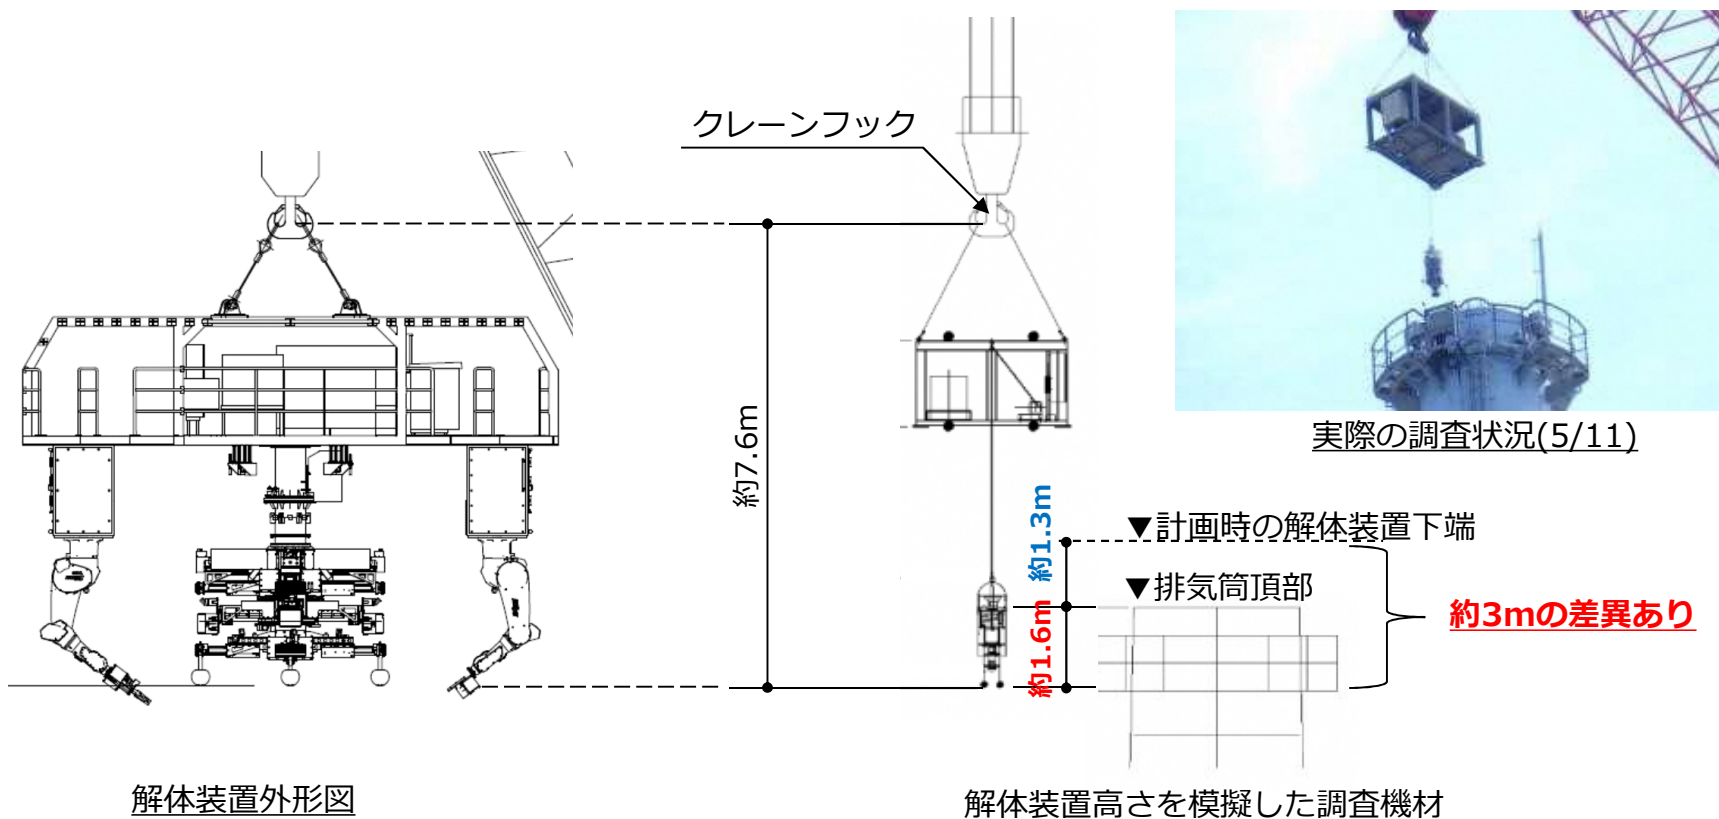 クレーンフック
約7.6m
実際の調査状況(5/11)
約1.3m
▼計画時の解体装置下端
▼排気筒頂部
約1.6m
約3mの差異あり
解体装置外形図
解体装置高さを模擬した調査機材